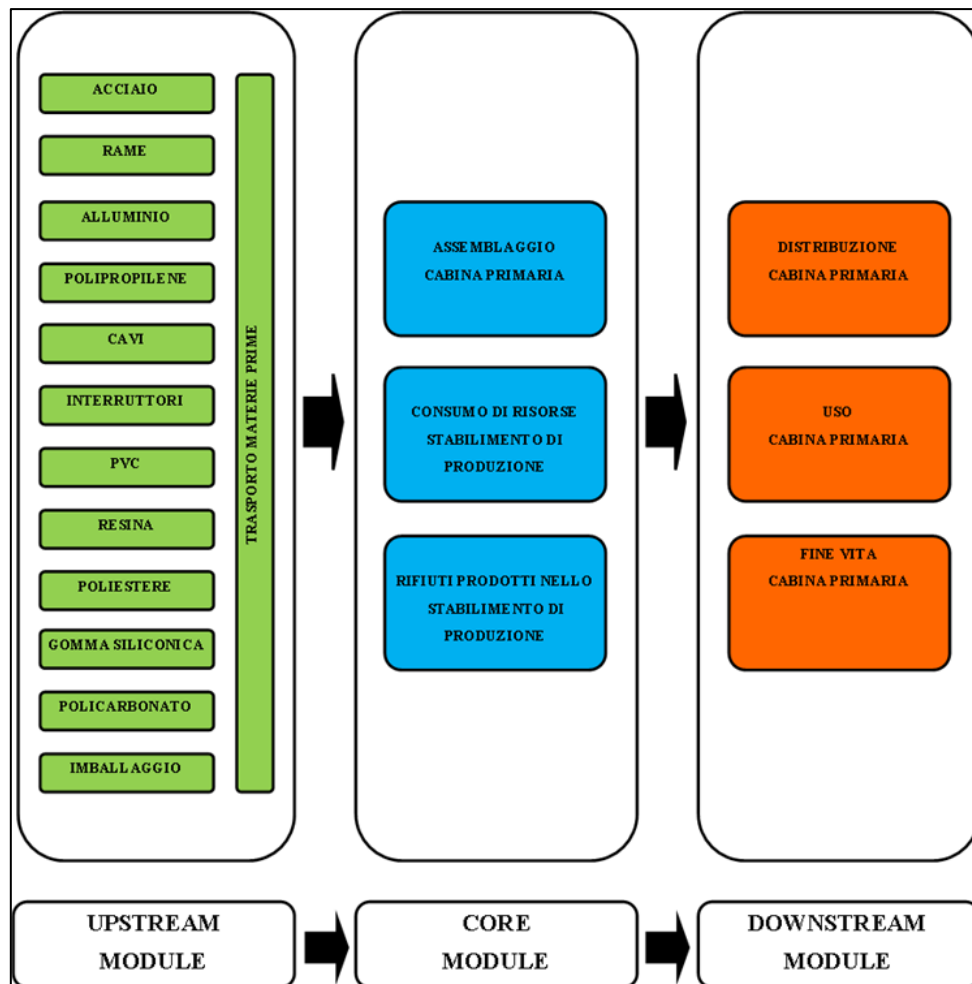 ACCIAIO
RAME
ALLUMINIO
POLIPROPILENE
CAVI
INTERRUTTORI
PVC
RESINA
POLIESTERE
GOMMA SILICONICA
POLICARBONATO
IMBALLAGGIO
TRASPORTO MATERIE PRIME
ASSEMBLAGGIO
CABINA PRIMARIA
CONSUMO DI RISORSE
STABILIMENTO DI
PRODUZIONE
RIFIUTI PRODOTTI NELLO
STABILIMENTO DI
PRODUZIONE
DISTRIBUZIONE
CABINA PRIMARIA
USO
CABINA PRIMARIA
FINE VITA
CABINA PRIMARIA
UPSTREAM
MODULE
CORE
MODULE
DOWNSTREAM
MODULE